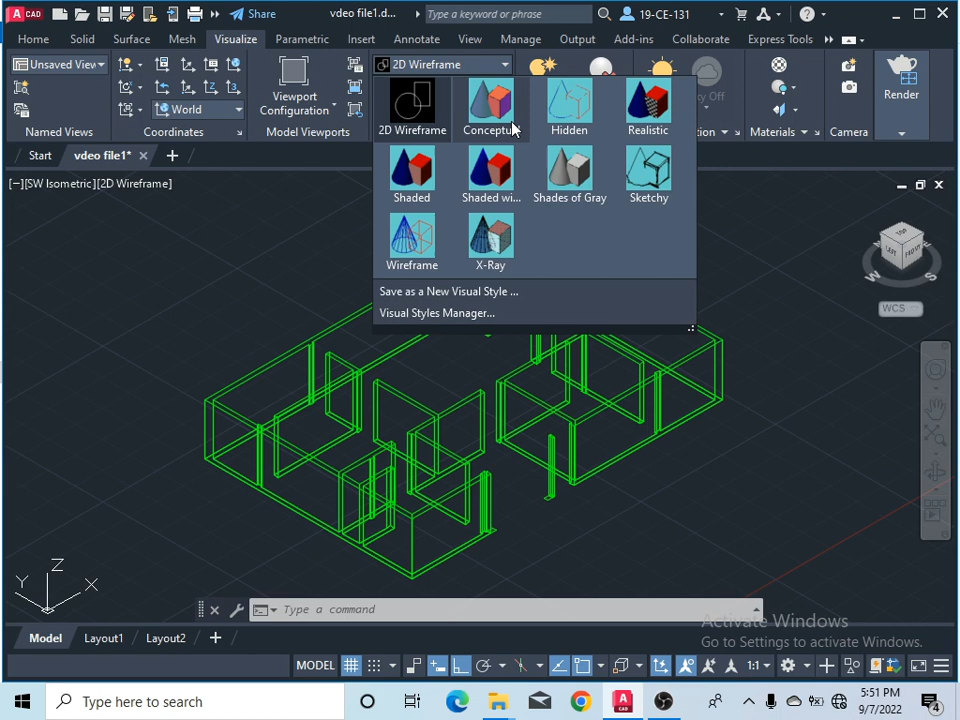 CAD
Share
vdeo file1.d...
Type a keyword or phrase
19-CE-131
Home Solid Surface Mesh Visualize Parametric Insert Annotate View Manage Output Add-ins Collaborate Express Tools
Unsaved View
World
Named Views
Coordinates
Viewport
Configuration
Model Viewports
2D Wireframe
2D Wireframe
Hidden
Realistic
Shaded
Shaded wi...
Shades of Gray
Sketchy
Wireframe
X-Ray
Save as a New Visual Style ...
Visual Styles Manager...
Off
Materials
Camera
Render
Start
vdeo file1*
[−][SW Isometric][2D Wireframe]
TOP
LEFT
FRONT
W
S
WCS
Z
Y
X
Type a command
Activate Windows
Go to Settings to activate Windows.
Model
Layout1
Layout2
MODEL
1:1
Type here to search
5:51 PM
9/7/2022
4